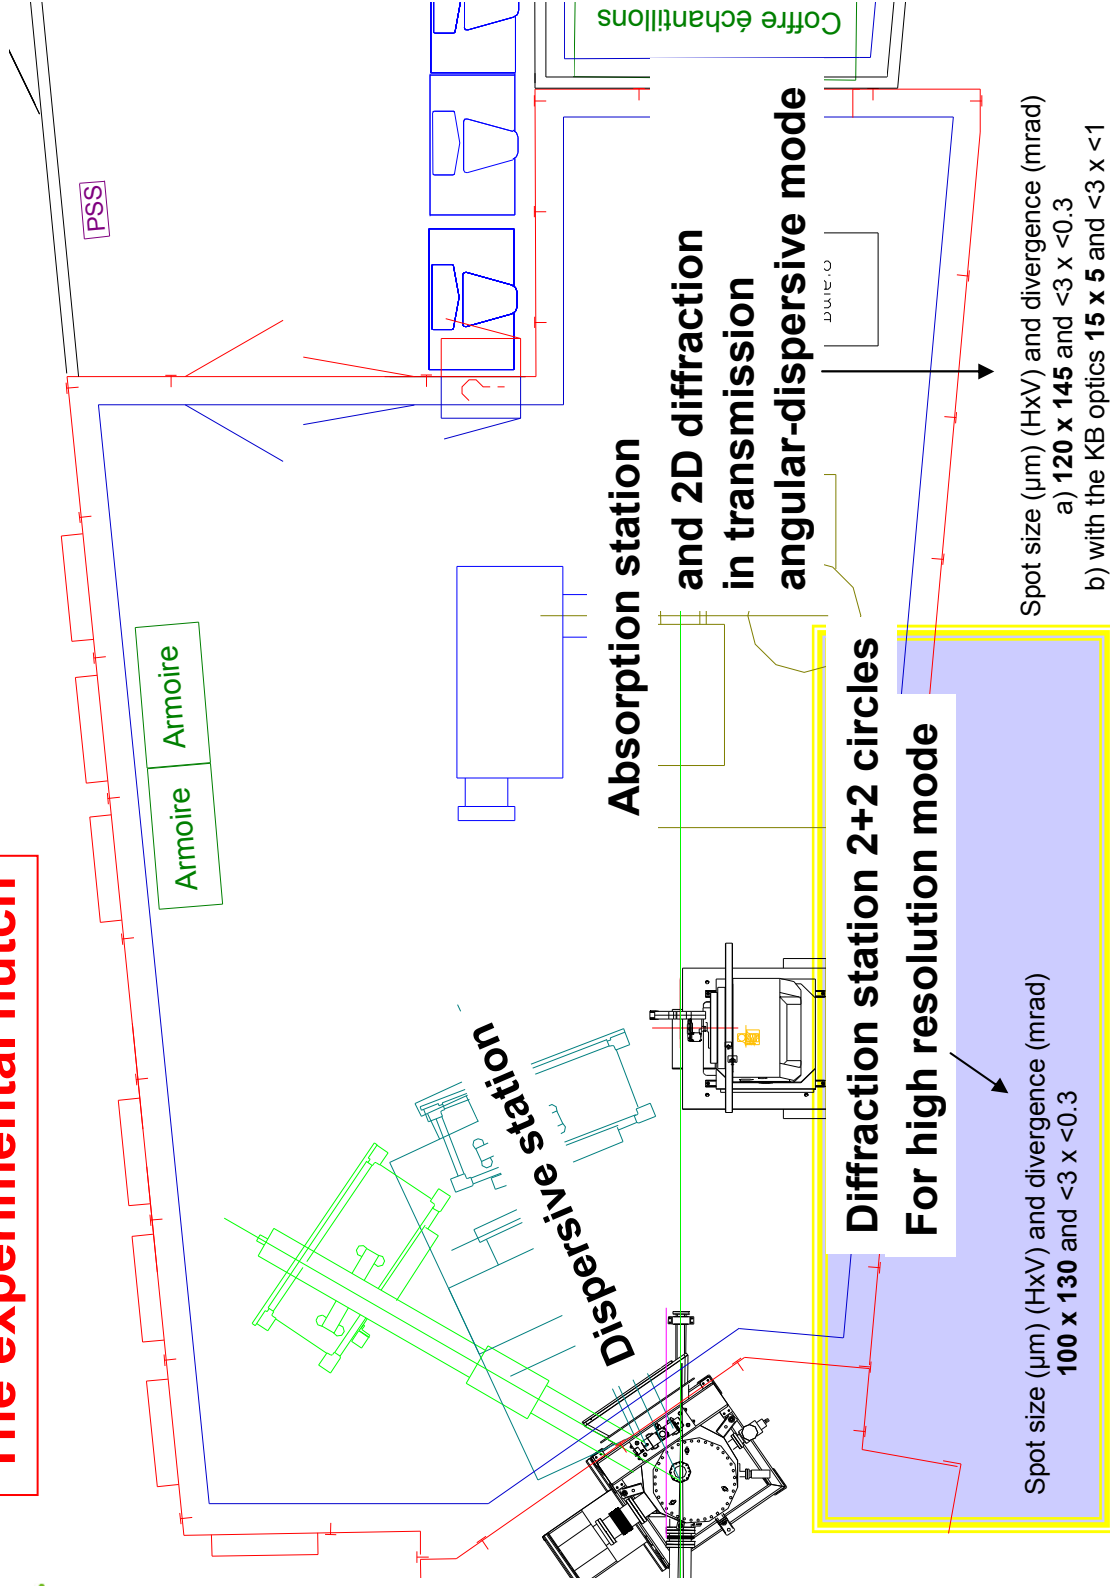 The experimental hutch
PSS
Coffre échantillons
Armoire
Armoire
Dispersive station
Absorption station
and 2D diffraction
in transmission
angular-dispersive mode
Diffraction station 2+2 circles
For high resolution mode
Spot size (µm) (HxV) and divergence (mrad)
100 x 130 and <3 x <0.3
Spot size (µm) (HxV) and divergence (mrad)
a) 120 x 145 and <3 x <0.3
b) with the KB optics 15 x 5 and <3 x <1